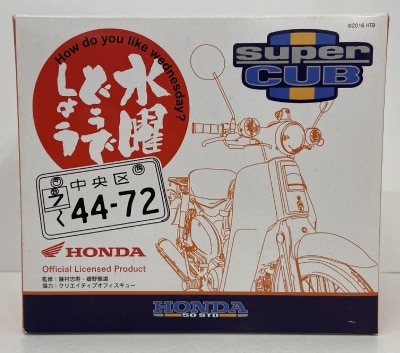 ©2016 HTB
How do you like wednesday?
水曜
どうで
しょう
super
CUB
中央区
44-72
HONDA
Official Licensed Product
監修：藤村忠寿・嬉野雅道
協力：クリエイティブオフィスキュー
HONDA
50 STD